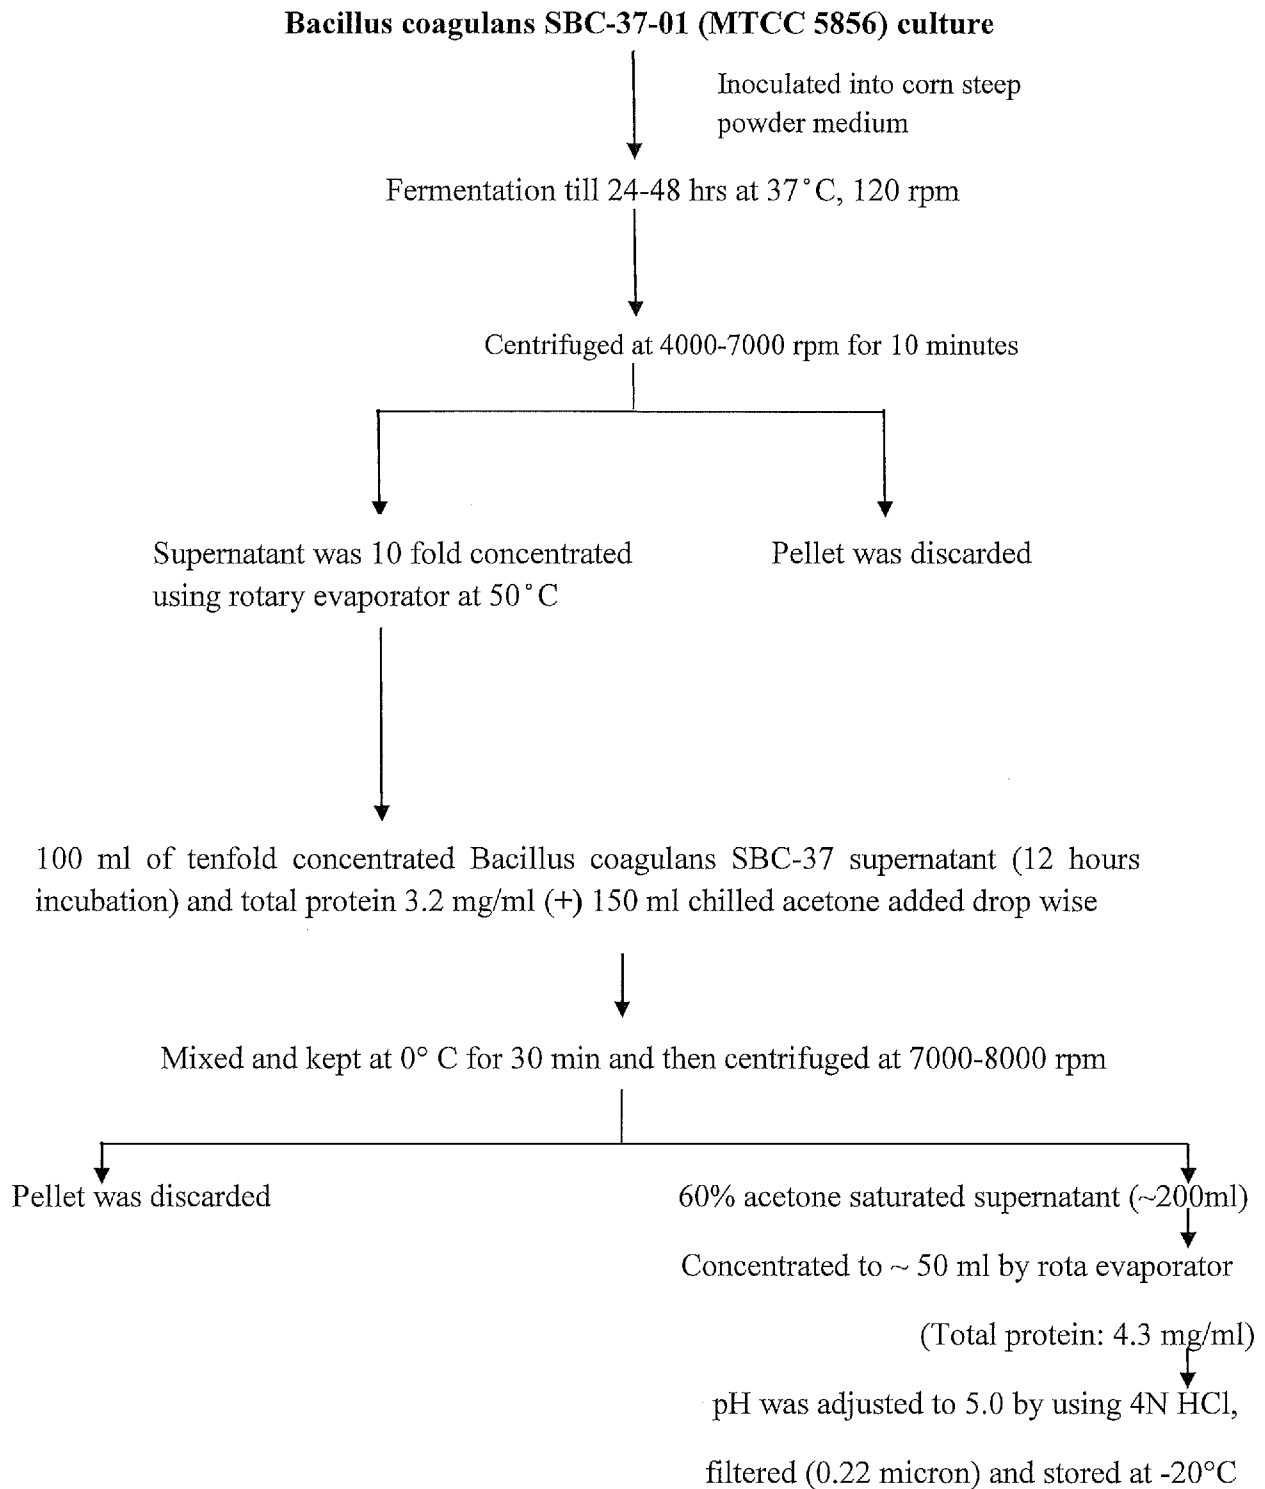 Bacillus coagulans SBC-37-01 (MTCC 5856) culture
Inoculated into corn steep
powder medium
Fermentation till 24-48 hrs at 37°C, 120 rpm
Centrifuged at 4000-7000 rpm for 10 minutes
Supernatant was 10 fold concentrated
using rotary evaporator at 50°C
Pellet was discarded
100 ml of tenfold concentrated Bacillus coagulans SBC-37 supernatant (12 hours
incubation) and total protein 3.2 mg/ml (+) 150 ml chilled acetone added drop wise
Mixed and kept at 0° C for 30 min and then centrifuged at 7000-8000 rpm
Pellet was discarded
60% acetone saturated supernatant (~200ml)
Concentrated to ~ 50 ml by rota evaporator
(Total protein: 4.3 mg/ml)
pH was adjusted to 5.0 by using 4N HCl,
filtered (0.22 micron) and stored at -20°C